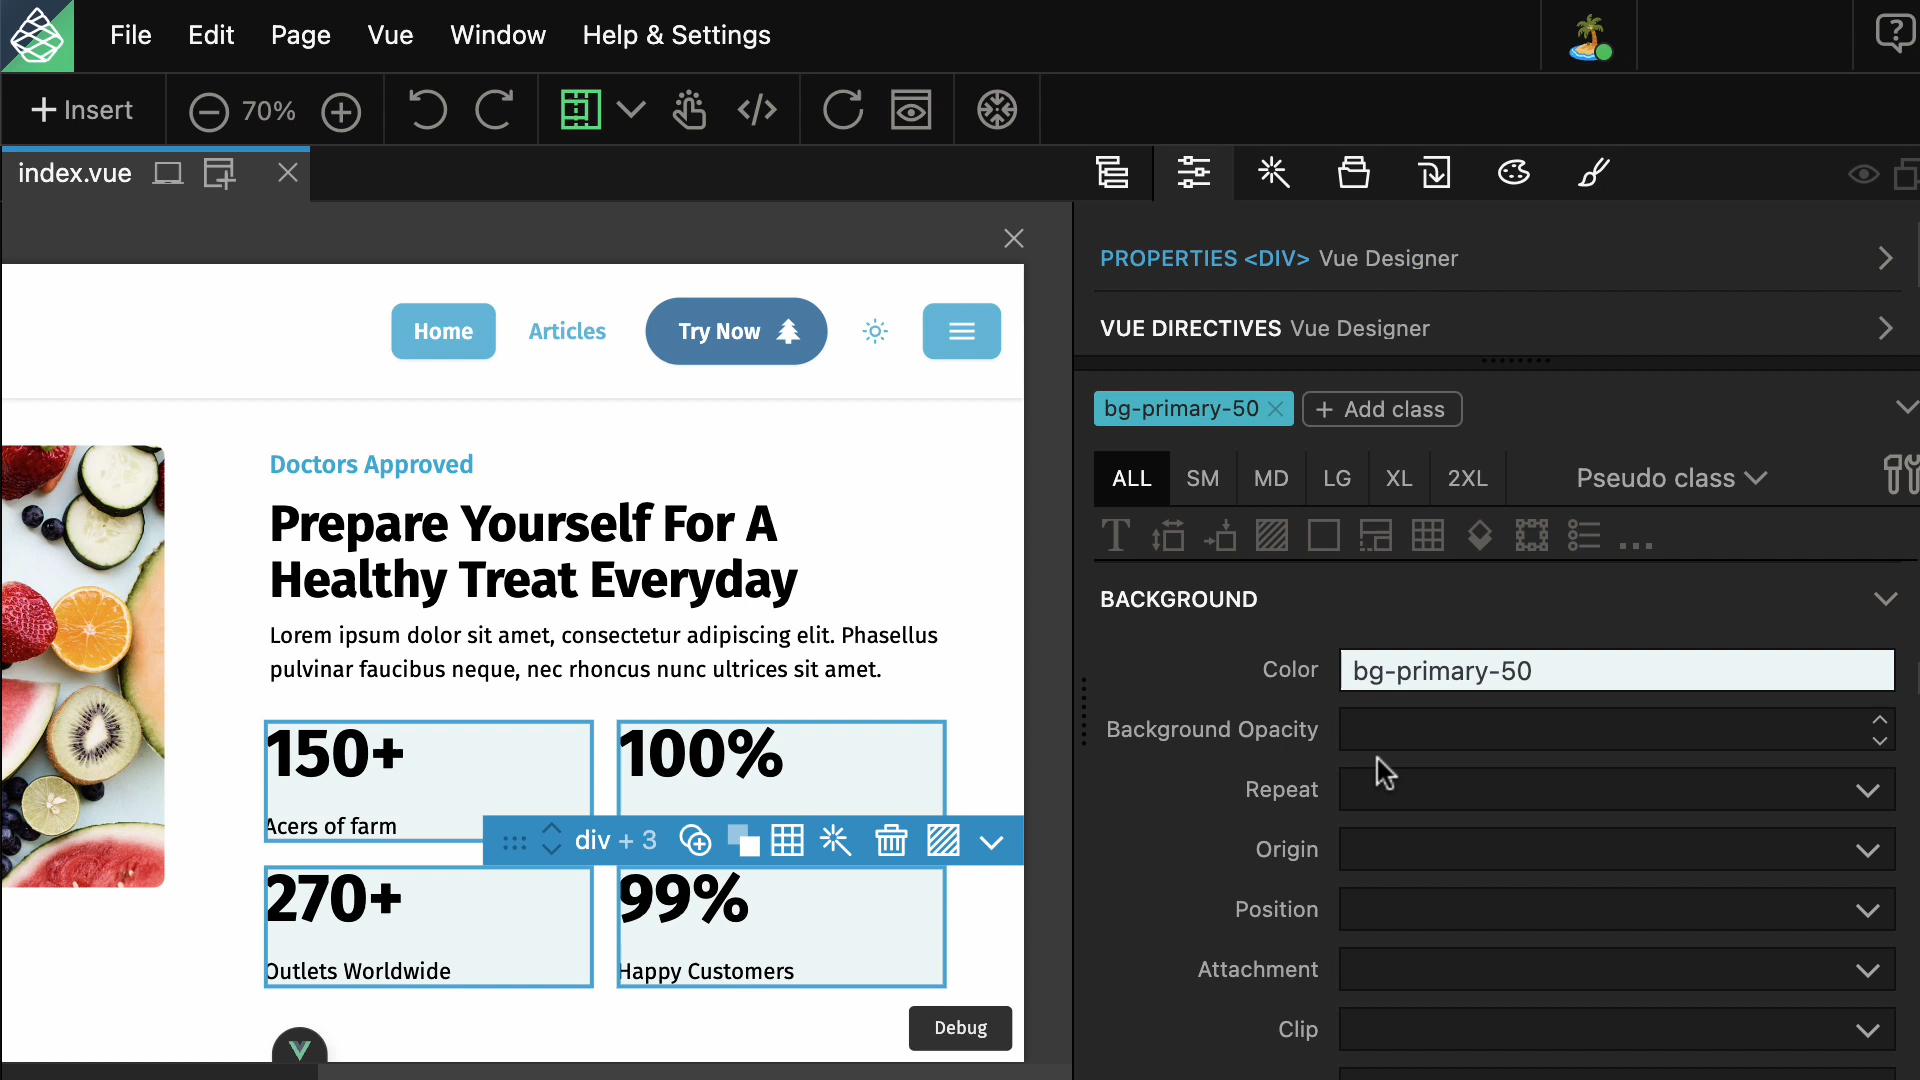 File Edit Page Vue Window Help & Settings
Insert 70%
index.vue
PROPERTIES <DIV> Vue Designer
VUE DIRECTIVES Vue Designer
bg-primary-50 + Add class
ALL SM MD LG XL 2XL Pseudo class
BACKGROUND
Color bg-primary-50
Background Opacity
Repeat
Origin
Position
Attachment
Clip
Home Articles Try Now
Doctors Approved
Prepare Yourself For A
Healthy Treat Everyday
Lorem ipsum dolor sit amet, consectetur adipiscing elit. Phasellus
pulvinar faucibus neque, nec rhoncus nunc ultrices sit amet.
150+ 100%
Acers of farm
div + 3
270+ 99%
Outlets Worldwide Happy Customers
Debug